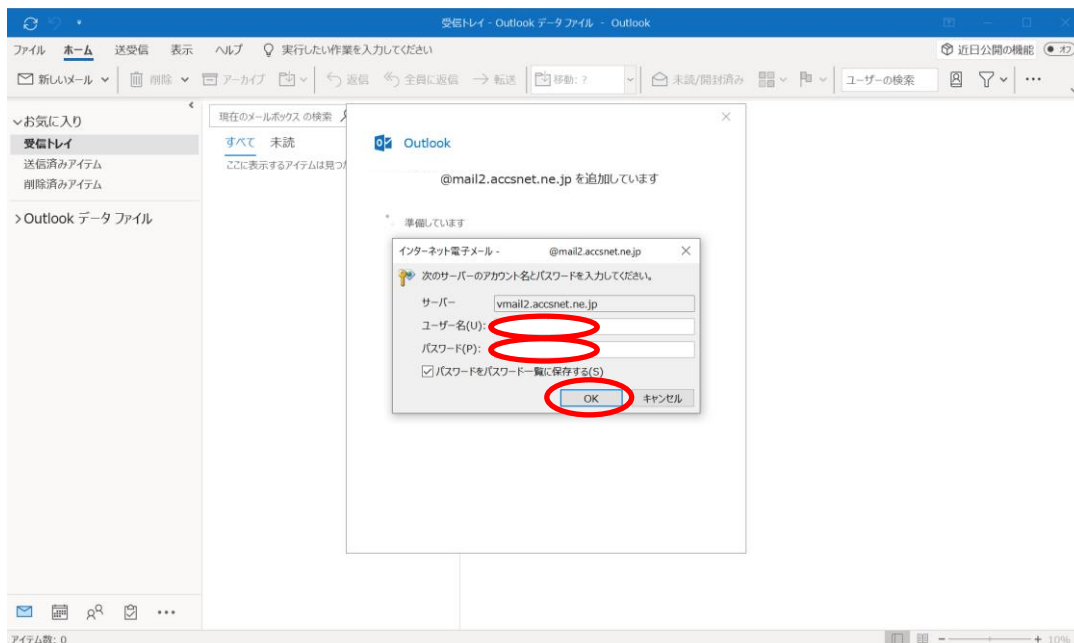 受信トレイ - Outlook データ ファイル - Outlook
ファイル ホーム 送受信 表示 ヘルプ 実行したい作業を入力してください 近日公開の機能 オフ
新しいメール 削除 アーカイブ 返信 全員に返信 転送 移動: ? 未読/開封済み ユーザーの検索 ...
お気に入り
受信トレイ
送信済みアイテム
削除済みアイテム
Outlook データ ファイル
現在のメールボックス の検索
すべて 未読
ここに表示するアイテムは見つか
Outlook
@mail2.accsnet.ne.jp を追加しています
準備しています
インターネット電子メール - @mail2.accsnet.ne.jp
次のサーバーのアカウント名とパスワードを入力してください。
サーバー vmail2.accsnet.ne.jp
ユーザー名(U):
パスワード(P):
パスワードをパスワード一覧に保存する(S)
OK キャンセル
アイテム数: 0
10%